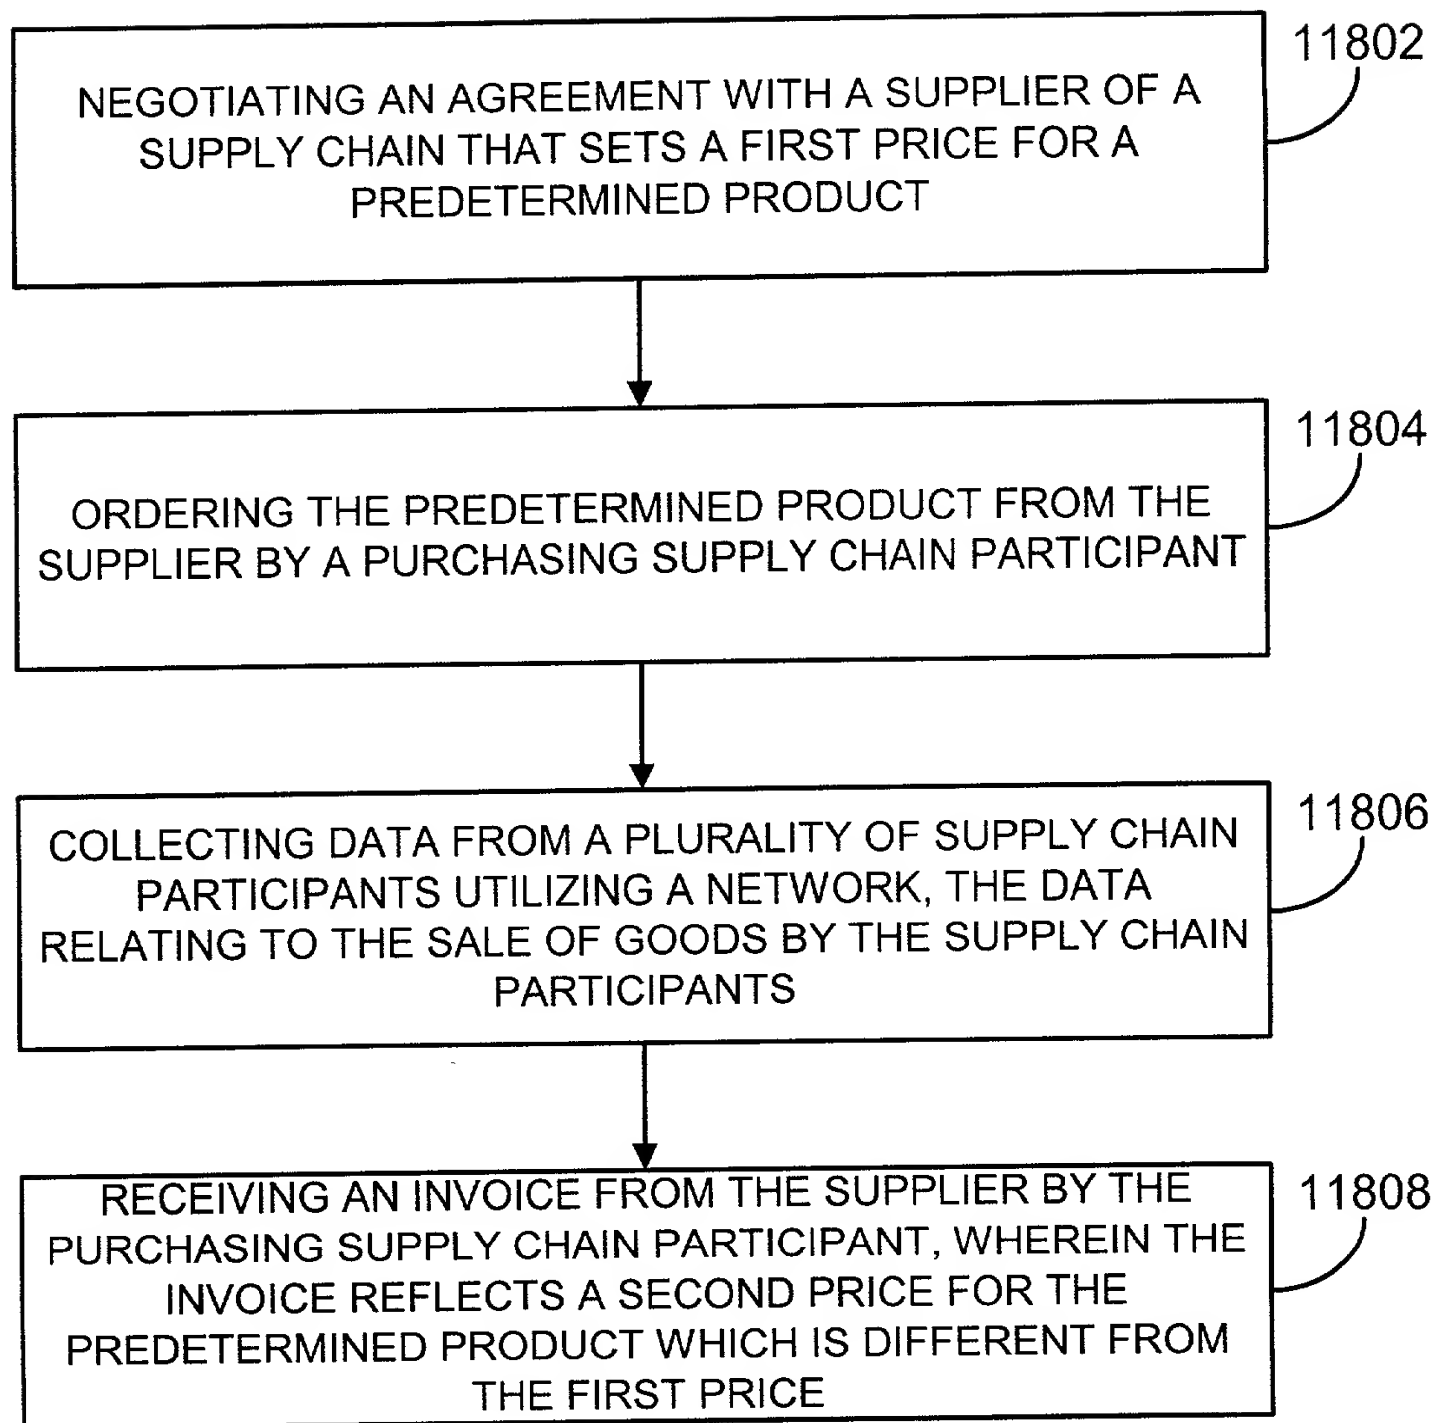 11802
NEGOTIATING AN AGREEMENT WITH A SUPPLIER OF A
SUPPLY CHAIN THAT SETS A FIRST PRICE FOR A
PREDETERMINED PRODUCT
11804
ORDERING THE PREDETERMINED PRODUCT FROM THE
SUPPLIER BY A PURCHASING SUPPLY CHAIN PARTICIPANT
11806
COLLECTING DATA FROM A PLURALITY OF SUPPLY CHAIN
PARTICIPANTS UTILIZING A NETWORK, THE DATA
RELATING TO THE SALE OF GOODS BY THE SUPPLY CHAIN
PARTICIPANTS
11808
RECEIVING AN INVOICE FROM THE SUPPLIER BY THE
PURCHASING SUPPLY CHAIN PARTICIPANT, WHEREIN THE
INVOICE REFLECTS A SECOND PRICE FOR THE
PREDETERMINED PRODUCT WHICH IS DIFFERENT FROM
THE FIRST PRICE